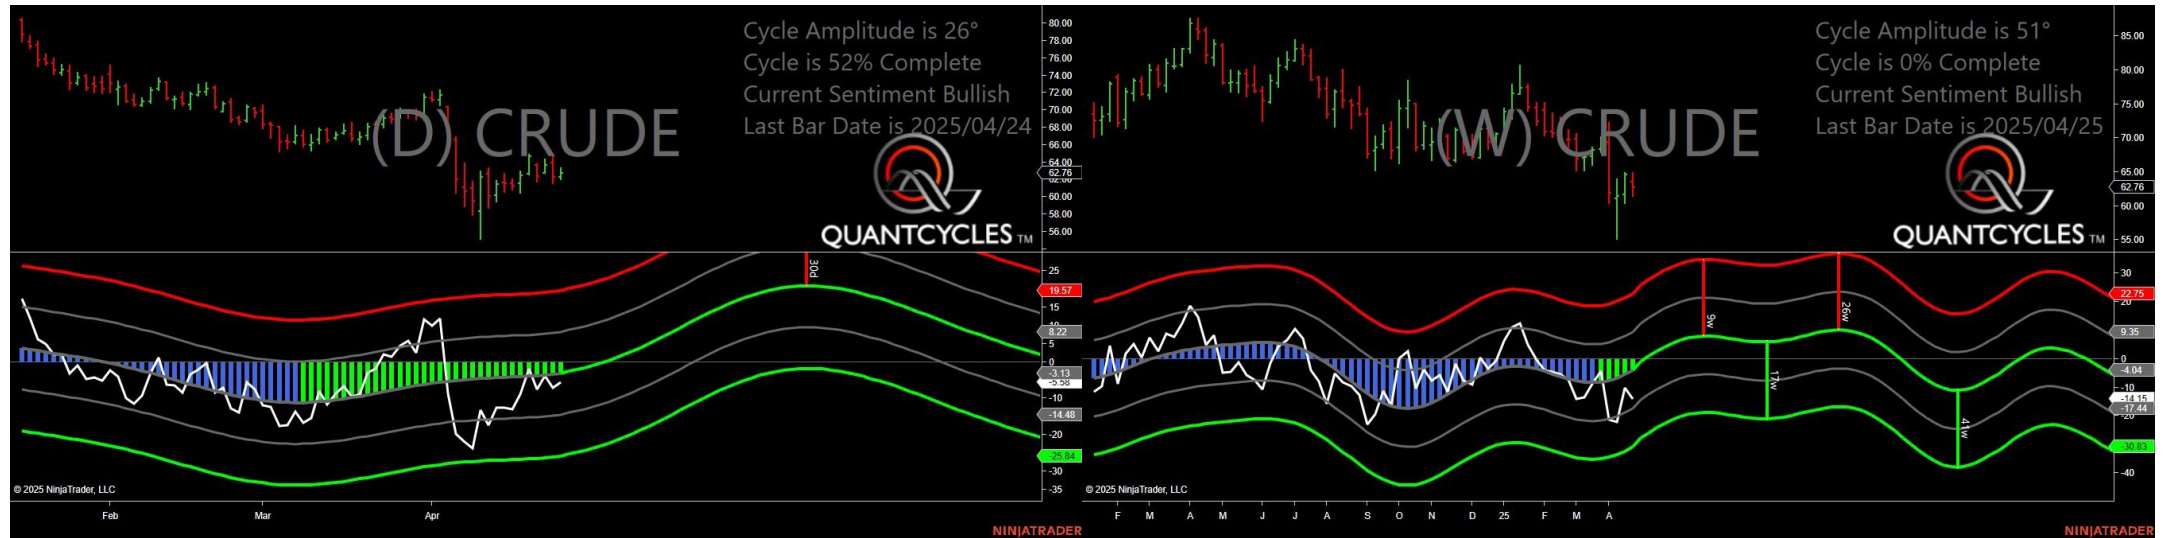 Cycle Amplitude is 26°
Cycle is 52% Complete
Current Sentiment Bullish
Last Bar Date is 2025/04/24
(D) CRUDE
QUANTCYCLES TM
80.00
78.00
76.00
74.00
72.00
70.00
68.00
66.00
64.00
62.76
60.00
58.00
56.00
30d
25
19.57
15
8.22
5
0
-3.13
-5.58
-10
-14.48
-20
-25.84
-30
-35
© 2025 NinjaTrader, LLC
Feb
Mar
Apr
NINJATRADER
Cycle Amplitude is 51°
Cycle is 0% Complete
Current Sentiment Bullish
Last Bar Date is 2025/04/25
(W) CRUDE
QUANTCYCLES TM
85.00
80.00
75.00
70.00
65.00
62.76
60.00
55.00
9w
26w
17w
41w
30
22.75
20
9.35
0
-4.04
-10
-14.15
-17.44
-20
-30.83
-40
© 2025 NinjaTrader, LLC
F M A M J J A S O N D 25 F M A
NINJATRADER